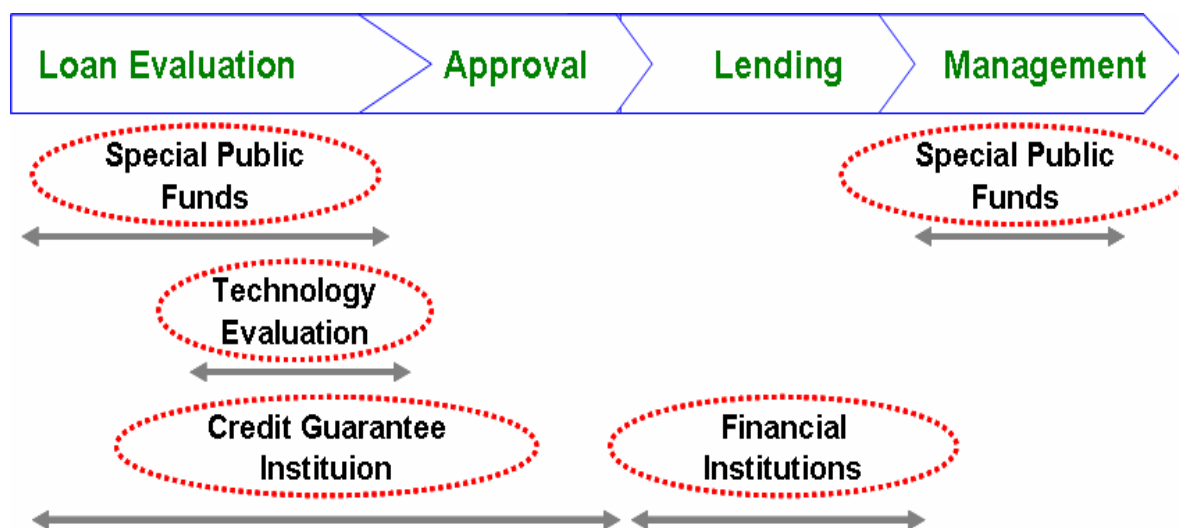 Loan Evaluation
Approval
Lending
Management
Special Public
Funds
Special Public
Funds
Technology
Evaluation
Credit Guarantee
Instituion
Financial
Institutions